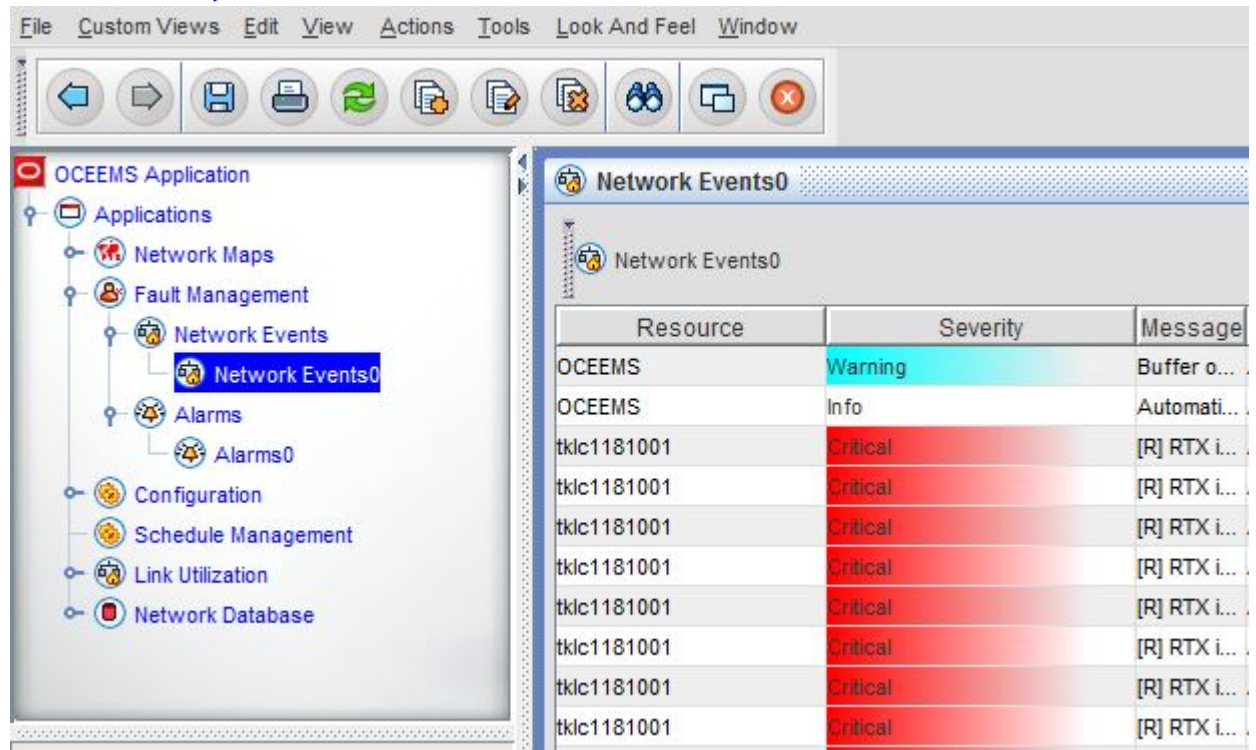 File Custom Views Edit View Actions Tools Look And Feel Window
OCEEMS Application
Applications
Network Maps
Fault Management
Network Events
Network Events0
Alarms
Alarms0
Configuration
Schedule Management
Link Utilization
Network Database
Network Events0
Network Events0
Resource Severity Message
OCEEMS Warning Buffer o...
OCEEMS Info Automati...
tklc1181001 Critical [R] RTX i...
tklc1181001 Critical [R] RTX i...
tklc1181001 Critical [R] RTX i...
tklc1181001 Critical [R] RTX i...
tklc1181001 Critical [R] RTX i...
tklc1181001 Critical [R] RTX i...
tklc1181001 Critical [R] RTX i...
tklc1181001 Critical [R] RTX i...